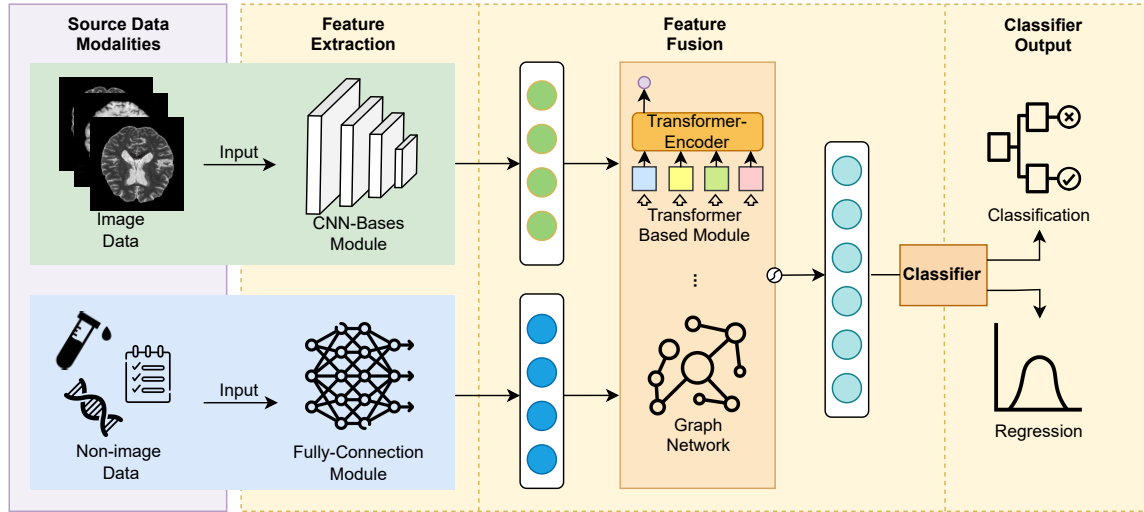 Source Data
Modalities
Feature
Extraction
Feature
Fusion
Classifier
Output
Input
Image
Data
CNN-Bases
Module
Transformer-
Encoder
Transformer
Based Module
...
Classification
Classifier
Input
Non-image
Data
Fully-Connection
Module
Graph
Network
Regression